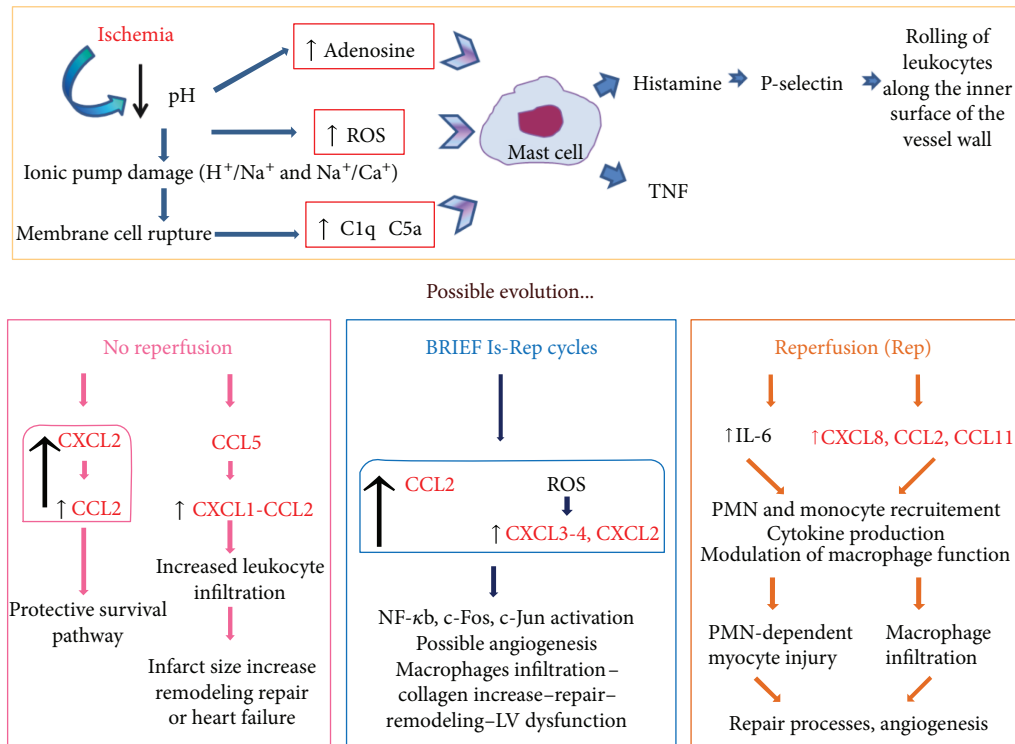 Ischemia
↓ pH
↑ Adenosine
↑ ROS
Ionic pump damage (H⁺/Na⁺ and Na⁺/Ca⁺)
Membrane cell rupture
↑ C1q C5a
Mast cell
Histamine
P-selectin
Rolling of
leukocytes
along the inner
surface of the
vessel wall
TNF
Possible evolution...
No reperfusion
CXCL2
↑ CCL2
Protective survival
pathway
CCL5
↑ CXCL1-CCL2
Increased leukocyte
infiltration
Infarct size increase
remodeling repair
or heart failure
BRIEF Is-Rep cycles
CCL2
ROS
↑ CXCL3-4, CXCL2
NF-κb, c-Fos, c-Jun activation
Possible angiogenesis
Macrophages infiltration–
collagen increase–repair–
remodeling–LV dysfunction
Reperfusion (Rep)
↑IL-6
↑CXCL8, CCL2, CCL11
PMN and monocyte recruitement
Cytokine production
Modulation of macrophage function
PMN-dependent
myocyte injury
Macrophage
infiltration
Repair processes, angiogenesis